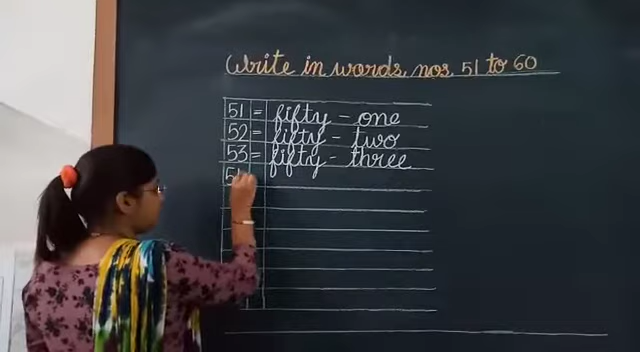 Write in words nos. 51 to 60
51 = fifty - one
52 = fifty - two
53 = fifty - three